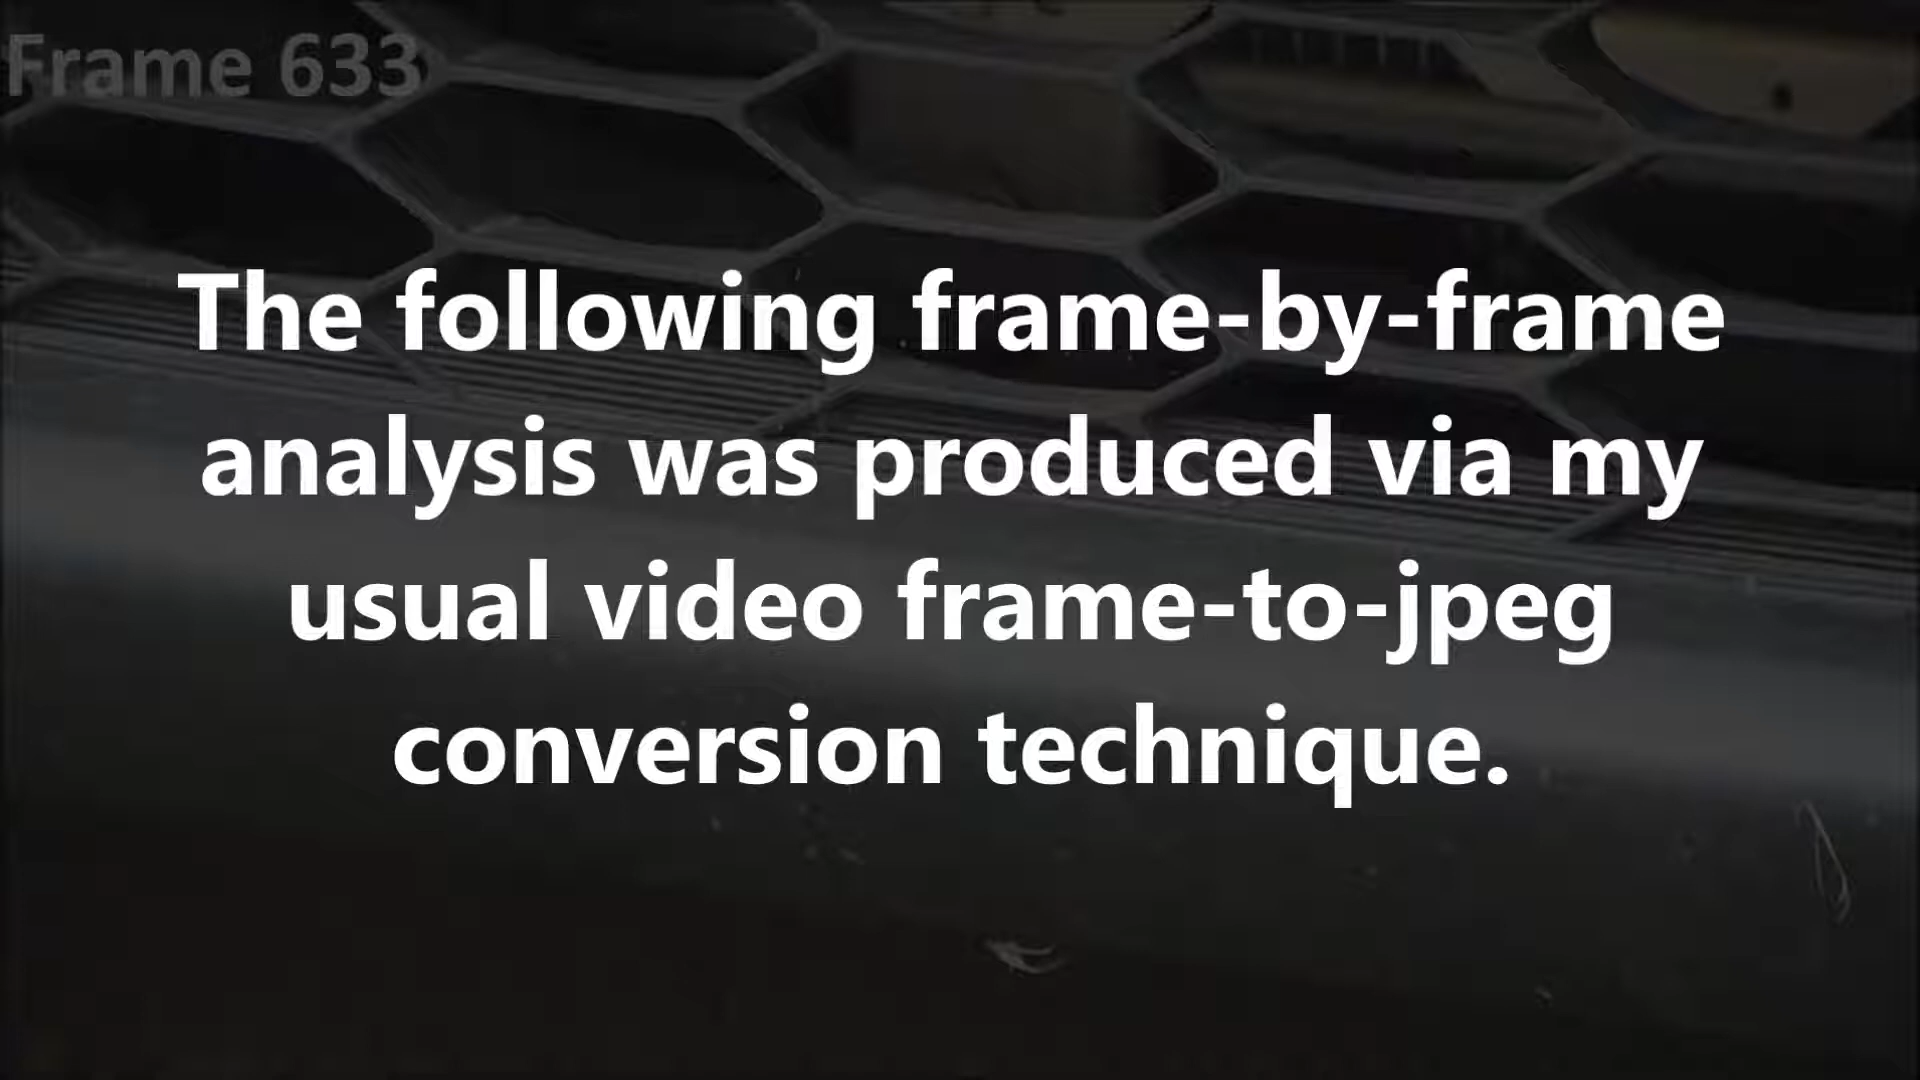 Frame 633
The following frame-by-frame
analysis was produced via my
usual video frame-to-jpeg
conversion technique.